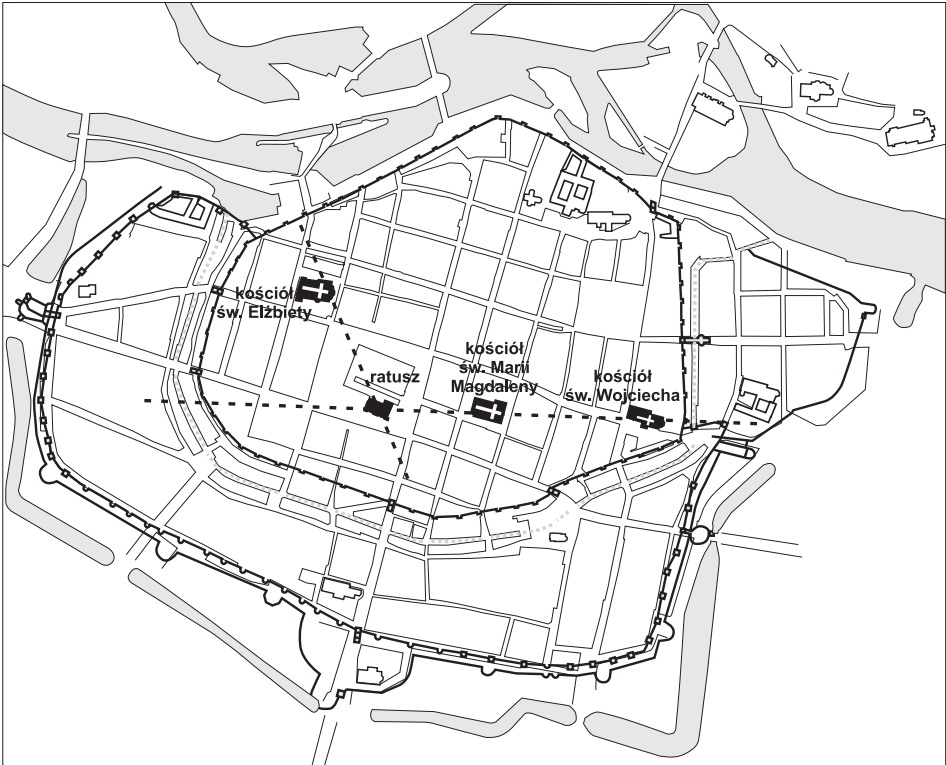 kościół
św. Elżbiety
ratusz
kościół
św. Marii
Magdaleny
kościół
św. Wojciecha